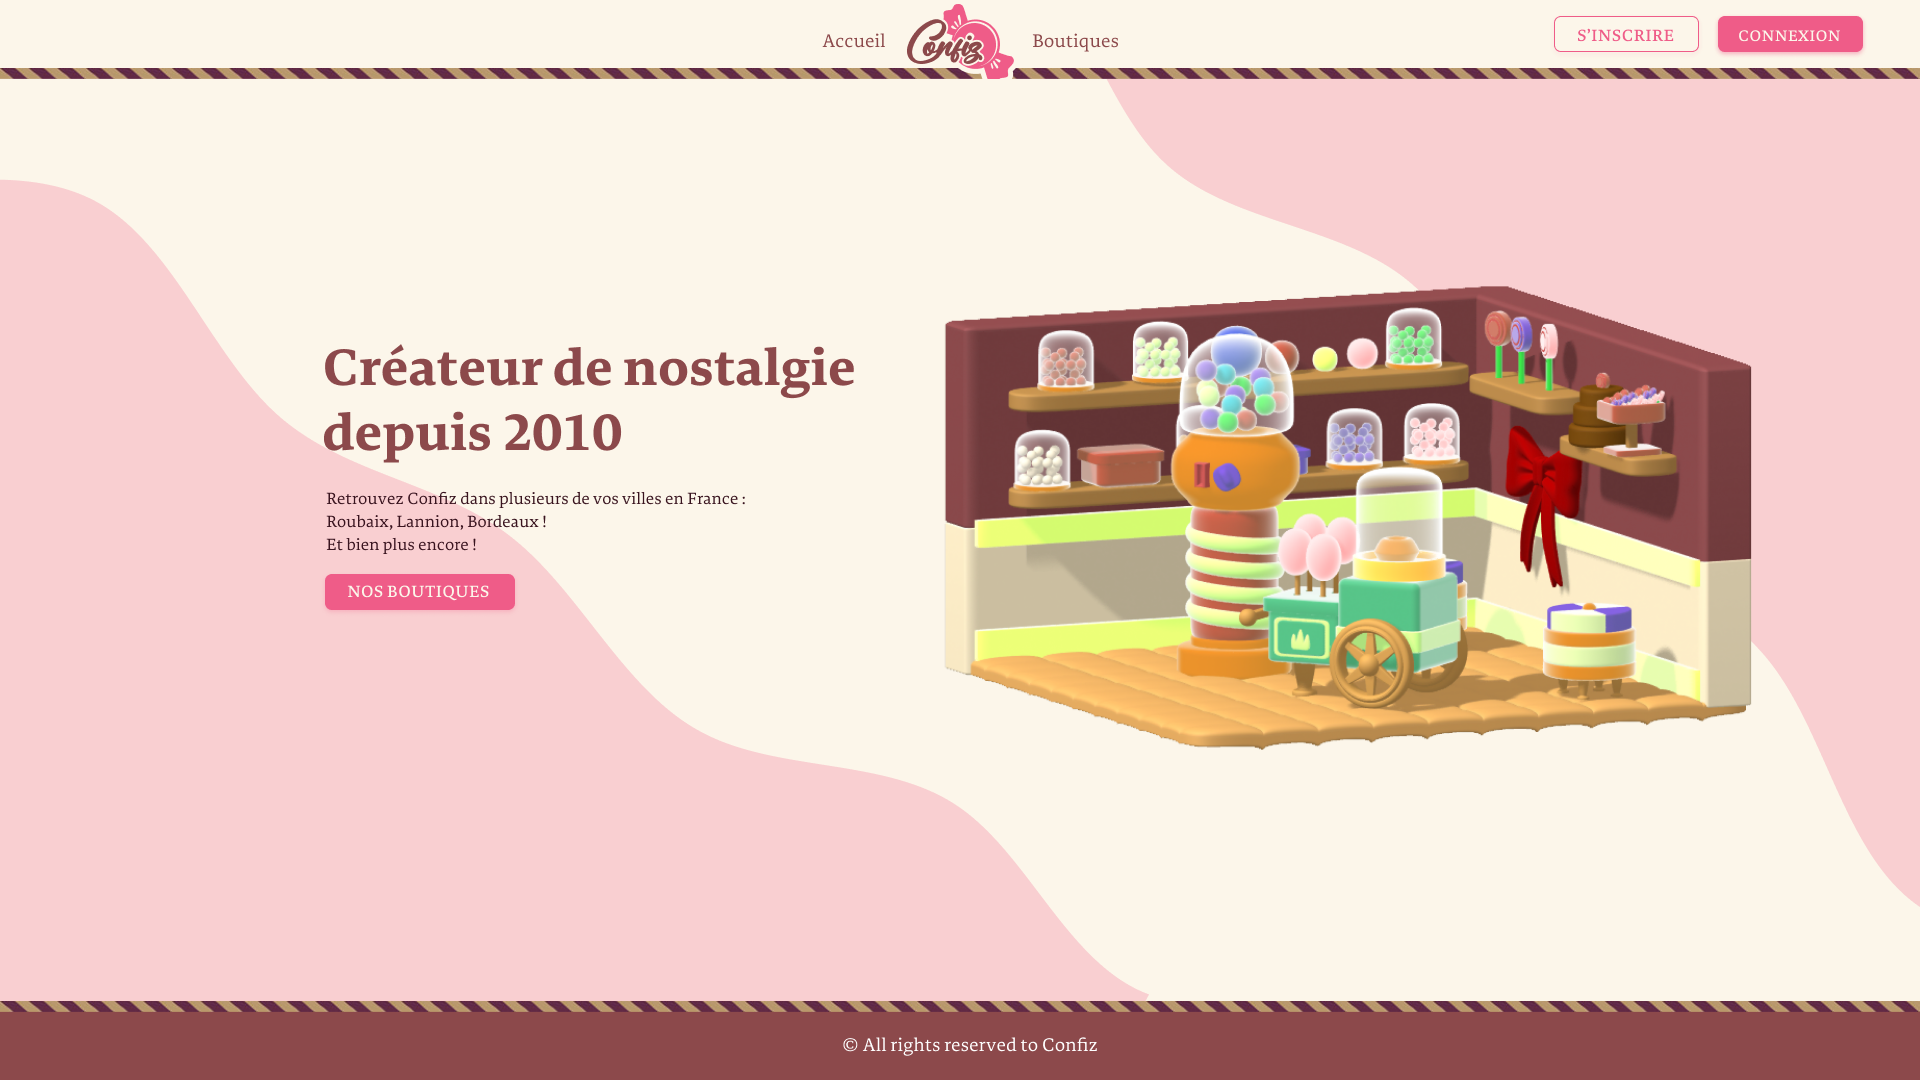 Accueil
Confiz
Boutiques
S'INSCRIRE
CONNEXION
Créateur de nostalgie
depuis 2010
Retrouvez Confiz dans plusieurs de vos villes en France :
Roubaix, Lannion, Bordeaux !
Et bien plus encore !
NOS BOUTIQUES
© All rights reserved to Confiz